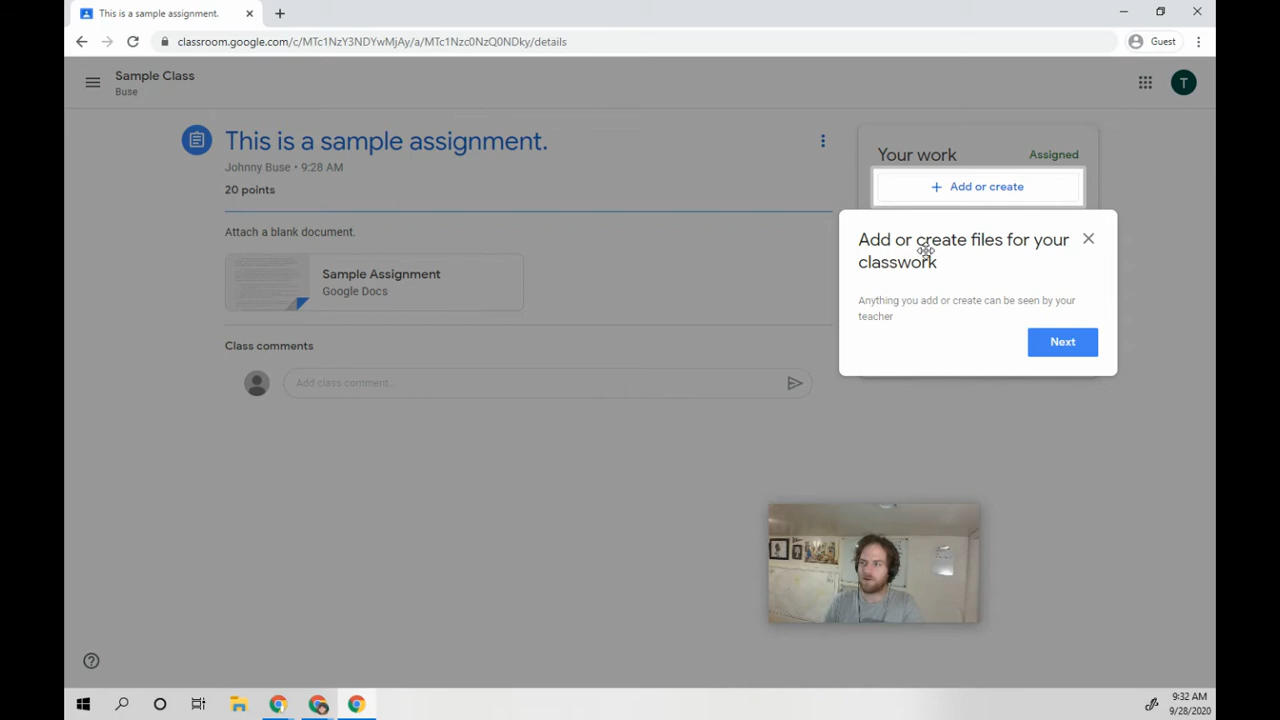 This is a sample assignment.
classroom.google.com/c/MTc1NzY3NDYwMjAy/a/MTc1Nzc0NzQ0NDky/details
Guest
Sample Class
Buse
T
This is a sample assignment.
Johnny Buse • 9:28 AM
20 points
Attach a blank document.
Sample Assignment
Google Docs
Class comments
Add class comment...
Your work
Assigned
+ Add or create
Add or create files for your
classwork
Anything you add or create can be seen by your
teacher
Next
9:32 AM
9/28/2020